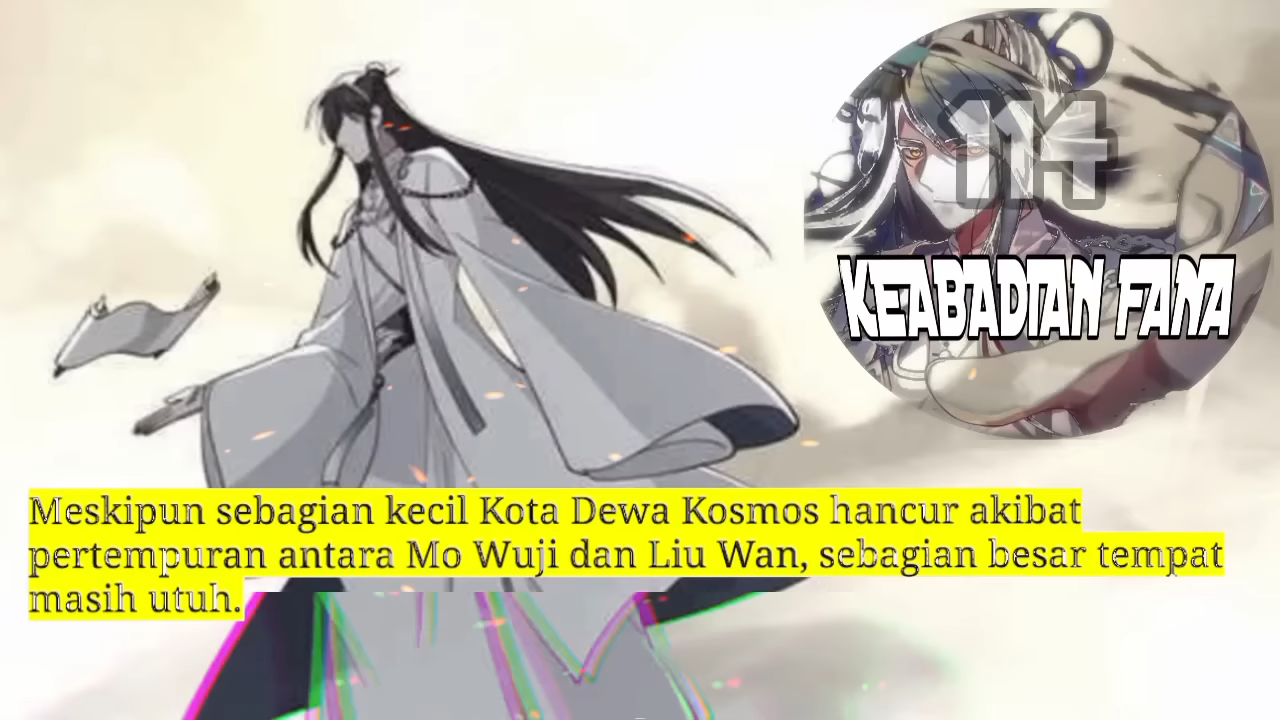 114
KEABADIAN FANA
Meskipun sebagian kecil Kota Dewa Kosmos hancur akibat
pertempuran antara Mo Wuji dan Liu Wan, sebagian besar tempat
masih utuh.